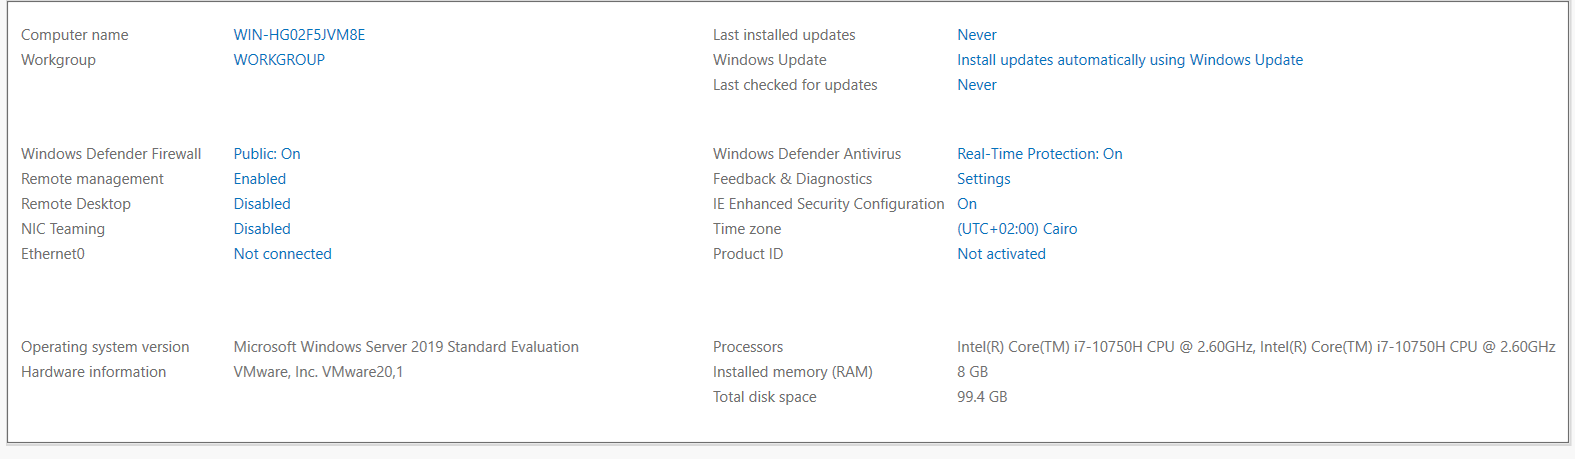 Computer name WIN-HG02F5JVM8E Last installed updates Never
Workgroup WORKGROUP Windows Update Install updates automatically using Windows Update
Last checked for updates Never
Windows Defender Firewall Public: On Windows Defender Antivirus Real-Time Protection: On
Remote management Enabled Feedback & Diagnostics Settings
Remote Desktop Disabled IE Enhanced Security Configuration On
NIC Teaming Disabled Time zone (UTC+02:00) Cairo
Ethernet0 Not connected Product ID Not activated
Operating system version Microsoft Windows Server 2019 Standard Evaluation Processors Intel(R) Core(TM) i7-10750H CPU @ 2.60GHz, Intel(R) Core(TM) i7-10750H CPU @ 2.60GHz
Hardware information VMware, Inc. VMware20,1 Installed memory (RAM) 8 GB
Total disk space 99.4 GB